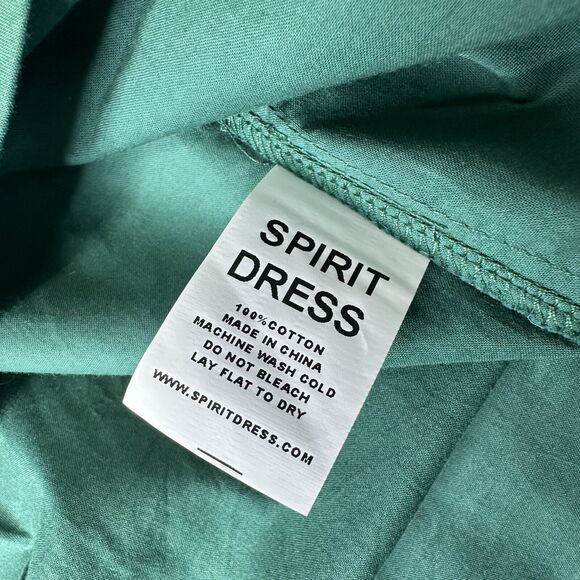 SPIRIT
DRESS
100%COTTON
MADE IN CHINA
MACHINE WASH COLD
DO NOT BLEACH
LAY FLAT TO DRY
WWW.SPIRITDRESS.COM